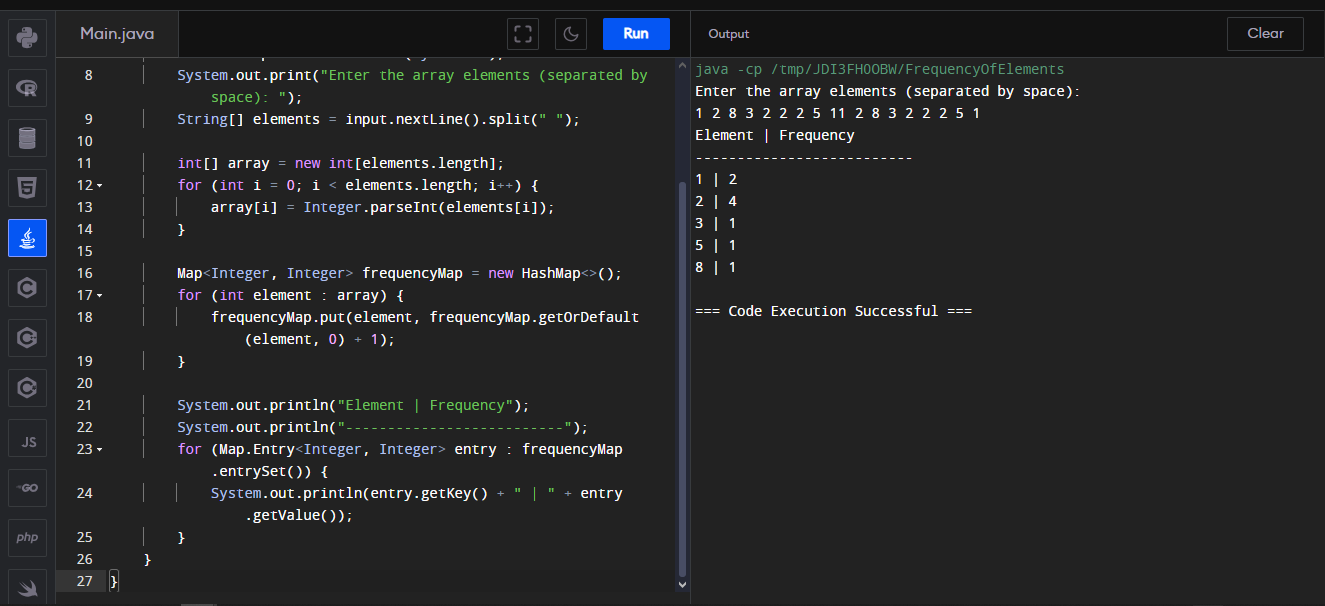 Main.java
Run
Output
Clear
8 System.out.print("Enter the array elements (separated by
space): ");
9 String[] elements = input.nextLine().split(" ");
10
11 int[] array = new int[elements.length];
12 for (int i = 0; i < elements.length; i++) {
13 array[i] = Integer.parseInt(elements[i]);
14 }
15
16 Map<Integer, Integer> frequencyMap = new HashMap<>();
17 for (int element : array) {
18 frequencyMap.put(element, frequencyMap.getOrDefault
(element, 0) + 1);
19 }
20
21 System.out.println("Element | Frequency");
22 System.out.println("--------------------------");
23 for (Map.Entry<Integer, Integer> entry : frequencyMap
.entrySet()) {
24 System.out.println(entry.getKey() + " | " + entry
.getValue());
25 }
26 }
27 }
java -cp /tmp/JDI3FHOOBW/FrequencyOfElements
Enter the array elements (separated by space):
1 2 8 3 2 2 2 5 11 2 8 3 2 2 2 5 1
Element | Frequency
--------------------------
1 | 2
2 | 4
3 | 1
5 | 1
8 | 1
=== Code Execution Successful ===
R
5
C
C
C
JS
GO
php